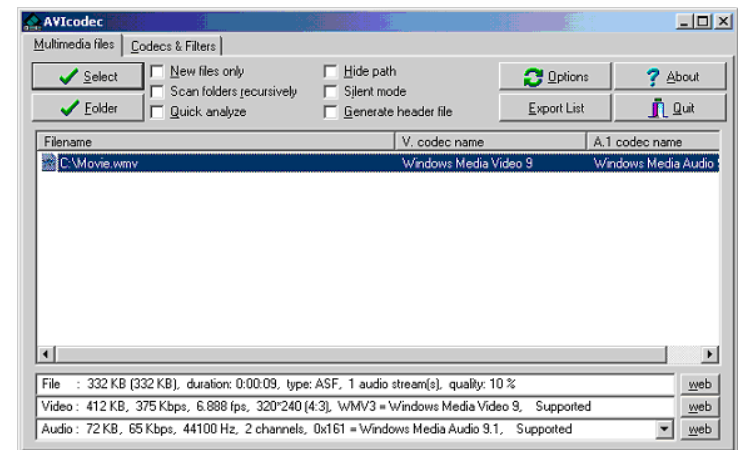 AVIcodec
Multimedia files Codecs & Filters
Select New files only Hide path Options About
Scan folders recursively Silent mode
Folder Quick analyze Generate header file Export List Quit
Filename V. codec name A.1 codec name
C:\Movie.wmv Windows Media Video 9 Windows Media Audio
File : 332 KB (332 KB), duration: 0:00:09, type: ASF, 1 audio stream(s), quality: 10 % web
Video : 412 KB, 375 Kbps, 6.888 fps, 320*240 (4:3), WMV3 = Windows Media Video 9, Supported web
Audio : 72 KB, 65 Kbps, 44100 Hz, 2 channels, 0x161 = Windows Media Audio 9.1, Supported web